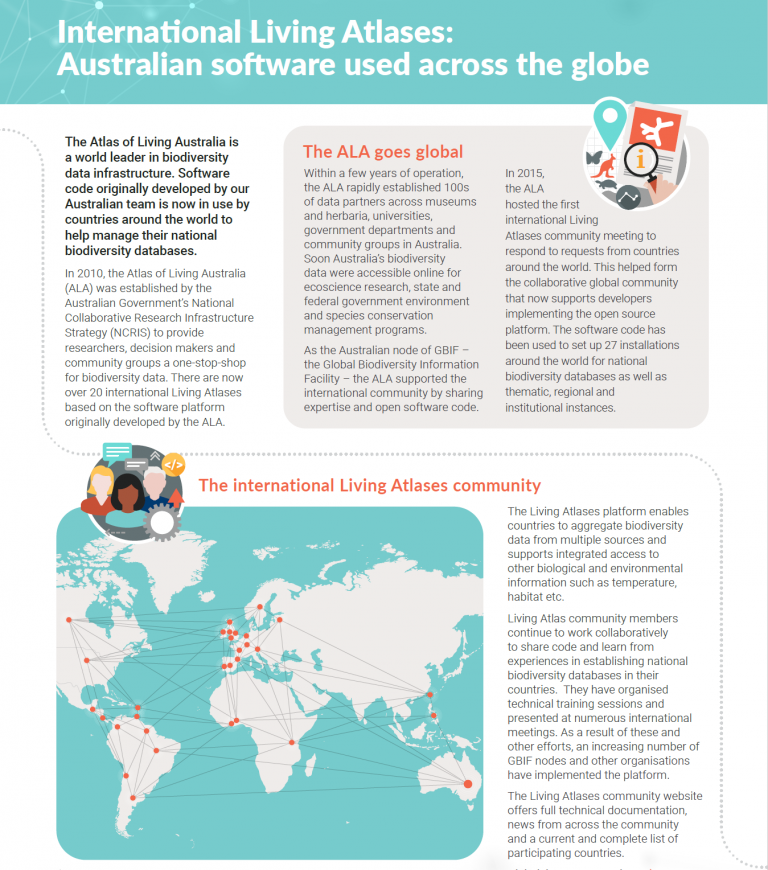 International Living Atlases:
Australian software used across the globe
The Atlas of Living Australia is
a world leader in biodiversity
data infrastructure. Software
code originally developed by our
Australian team is now in use by
countries around the world to
help manage their national
biodiversity databases.
In 2010, the Atlas of Living Australia
(ALA) was established by the
Australian Government's National
Collaborative Research Infrastructure
Strategy (NCRIS) to provide
researchers, decision makers and
community groups a one-stop-shop
for biodiversity data. There are now
over 20 international Living Atlases
based on the software platform
originally developed by the ALA.
The ALA goes global
Within a few years of operation,
the ALA rapidly established 100s
of data partners across museums
and herbaria, universities,
government departments and
community groups in Australia.
Soon Australia's biodiversity
data were accessible online for
ecoscience research, state and
federal government environment
and species conservation
management programs.
As the Australian node of GBIF –
the Global Biodiversity Information
Facility – the ALA supported the
international community by sharing
expertise and open software code.
In 2015,
the ALA
hosted the first
international Living
Atlases community meeting to
respond to requests from countries
around the world. This helped form
the collaborative global community
that now supports developers
implementing the open source
platform. The software code has
been used to set up 27 installations
around the world for national
biodiversity databases as well as
thematic, regional and
institutional instances.
i
</>
The international Living Atlases community
The Living Atlases platform enables
countries to aggregate biodiversity
data from multiple sources and
supports integrated access to
other biological and environmental
information such as temperature,
habitat etc.
Living Atlas community members
continue to work collaboratively
to share code and learn from
experiences in establishing national
biodiversity databases in their
countries. They have organised
technical training sessions and
presented at numerous international
meetings. As a result of these and
other efforts, an increasing number of
GBIF nodes and other organisations
have implemented the platform.
The Living Atlases community website
offers full technical documentation,
news from across the community
and a current and complete list of
participating countries.